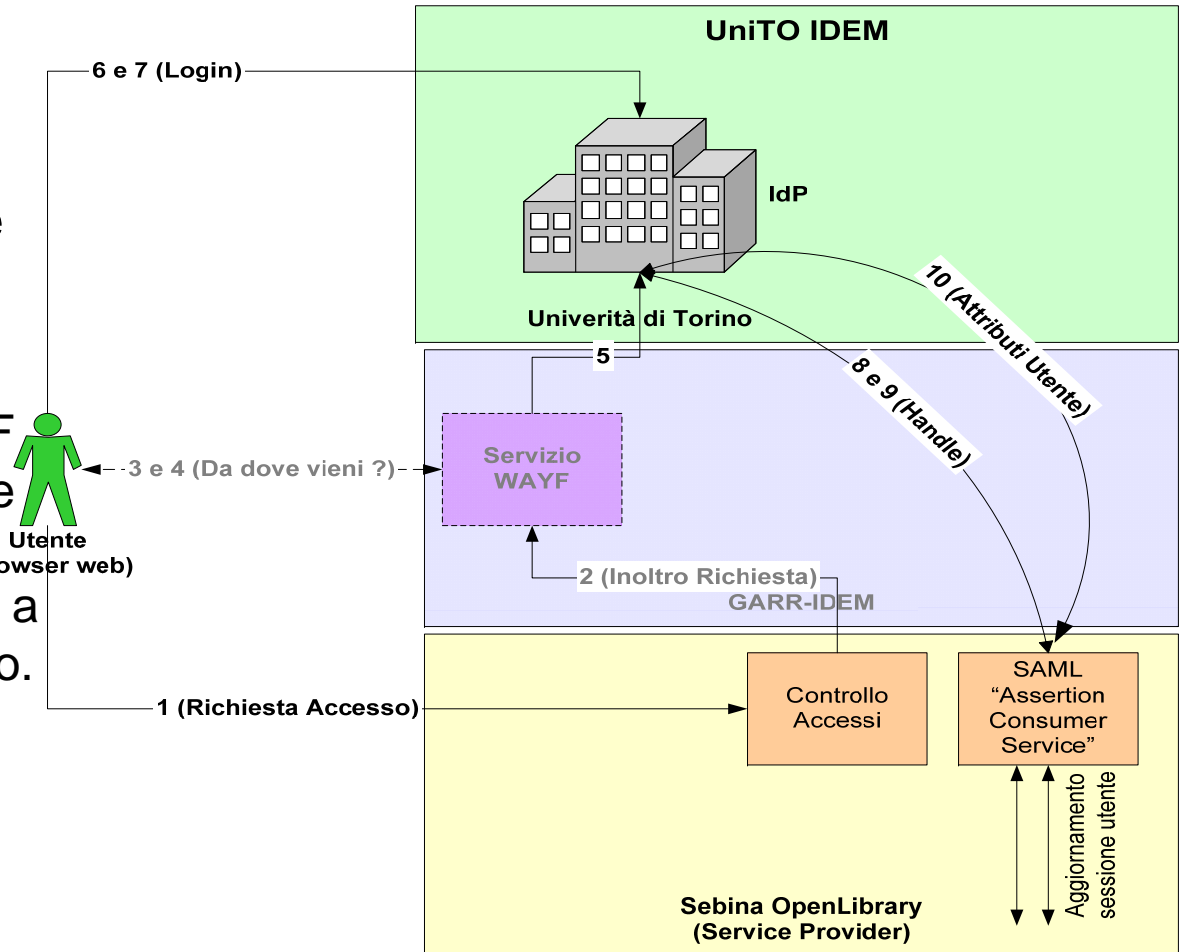 UniTO IDEM
6 e 7 (Login)
IdP
e
Univerità di Torino
10 (Attributi Utente)
5
8 e 9 (Handle)
F
Servizio
WAYF
3 e 4 (Da dove vieni ?)
e
Utente
owser web)
2 (Inoltro Richiesta)
GARR-IDEM
a
o.
1 (Richiesta Accesso)
Controllo
Accessi
SAML
“Assertion
Consumer
Service”
Aggiornamento
sessione utente
Sebina OpenLibrary
(Service Provider)